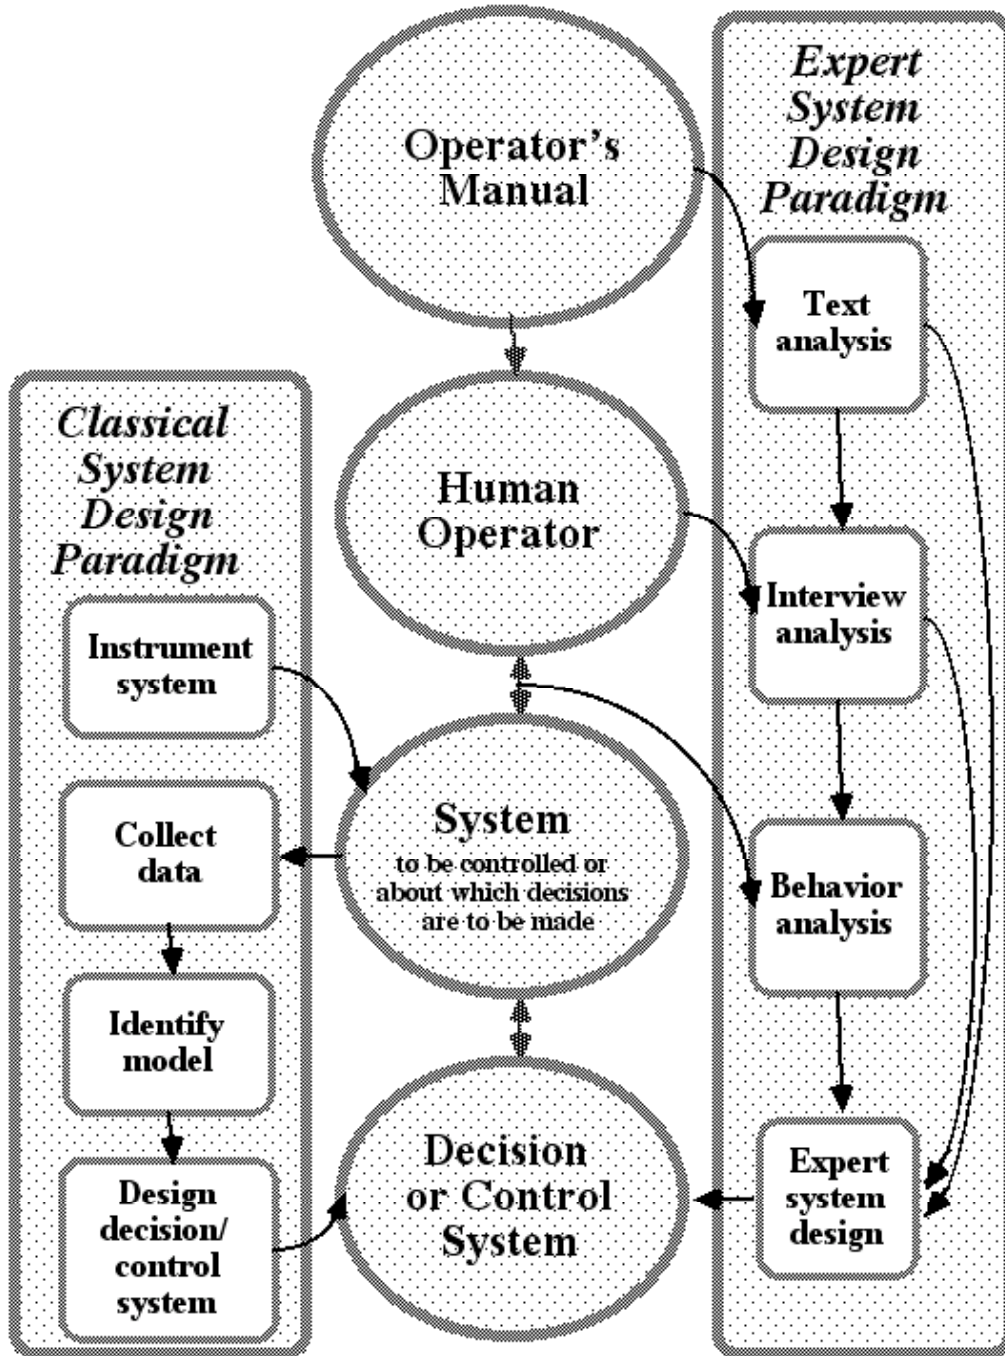 Operator's
Manual
Expert
System
Design
Paradigm
Text
analysis
Classical
System
Design
Paradigm
Human
Operator
Interview
analysis
Instrument
system
System
to be controlled or
about which decisions
are to be made
Collect
data
Behavior
analysis
Identify
model
Decision
or Control
System
Expert
system
design
Design
decision/
control
system